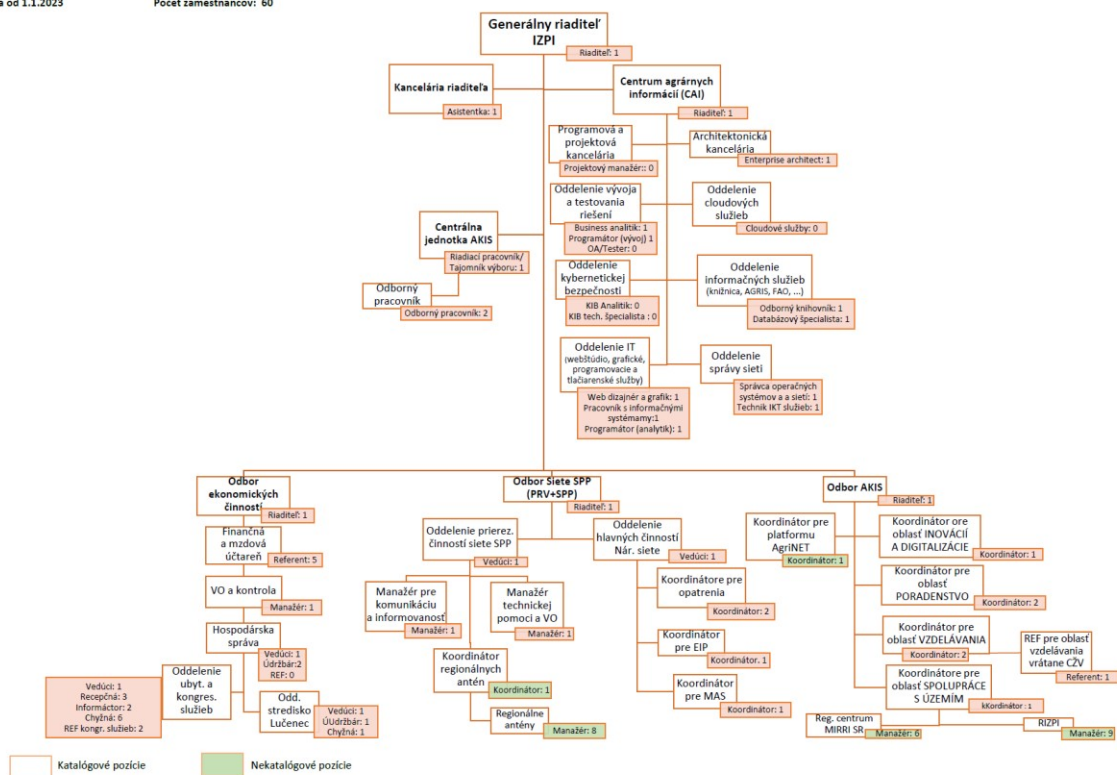 a od 1.1.2023
Počet zamestnancov: 60
Generálny riaditeľ
IZPI
Riaditeľ: 1
Kancelária riaditeľa
Asistentka: 1
Centrum agrárnych
informácií (CAI)
Riaditeľ: 1
Programová a
projektová
kancelária
Projektový manažér:: 0
Architektonická
kancelária
Enterprise architect: 1
Oddelenie vývoja
a testovania
riešení
Business analitik: 1
Programátor (vývoj) 1
OA/Tester: 0
Oddelenie
cloudových
služieb
Cloudové služby: 0
Centrálna
jednotka AKIS
Riadiací pracovník/
Tajomník výboru: 1
Odborný
pracovník
Odborný pracovník: 2
Oddelenie
kybernetickej
bezpečnosti
KIB Analitik: 0
KIB tech. špecialista : 0
Oddelenie
informačných služieb
(knižnica, AGRIS, FAO, ...)
Odborný knihovník: 1
Databázový špecialista: 1
Oddelenie IT
(webštúdio, grafické,
programovacie a
tlačiarenské služby)
Web dizajnér a grafik: 1
Pracovník s informačnými
systémamy:1
Programátor (analytik): 1
Oddelenie
správy sieti
Správca operačných
systémov a a sietí: 1
Technik IKT služieb: 1
Odbor
ekonomických
činností
Riaditeľ: 1
Finančná
a mzdová
účtareň
Referent: 5
VO a kontrola
Manažér: 1
Hospodárska
správa
Vedúci: 1
Údržbár:2
REF: 0
Oddelenie
ubyt. a
kongres.
služieb
Vedúci: 1
Recepčná: 3
Informáctor: 2
Chyžná: 6
REF kongr. služieb: 2
Odd.
stredisko
Lučenec
Vedúci: 1
ÚUdržbár: 1
Chyžná: 1
Odbor Siete SPP
(PRV+SPP)
Riaditeľ: 1
Oddelenie prierez.
činností siete SPP
Vedúci: 1
Manažér pre
komunikáciu
a informovanosť
Manažér: 1
Manažér
technickej
pomoci a VO
Manažér: 1
Koordinátor
regionálnych
antén
Koordinátor: 1
Regionálne
antény
Manažér: 8
Oddelenie
hlavných činností
Nár. siete
Vedúci: 1
Koordinátore pre
opatrenia
Koordinátor: 2
Koordinátor
pre EIP
Koordinátor. 1
Koordinátor
pre MAS
Koordinátor: 1
Odbor AKIS
Riaditeľ: 1
Koordinátor pre
platformu
AgriNET
Koordinátor: 1
Koordinátor ore
oblasť INOVÁCIÍ
A DIGITALIZÁCIE
Koordinátor: 1
Koordinátor pre
oblasť
PORADENSTVO
Koordinátor: 2
Koordinátor pre
oblasť VZDELÁVANIA
Koordinátor: 2
REF pre oblasť
vzdelávania
vrátane CŽV
Referent: 1
Koordinátore pre
oblasť SPOLUPRÁCE
S ÚZEMÍM
kKordinátor : 1
Reg. centrum
MIRRI SR
Manažér: 6
RIZPI
Manažér: 9
Katalógové pozície
Nekatalógové pozície